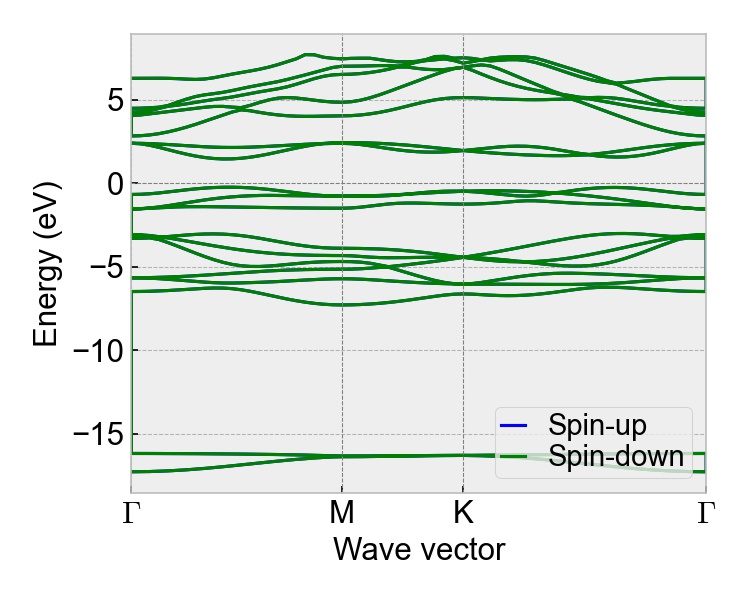 5
0
−5
−10
−15
Energy (eV)
Spin-up
Spin-down
Γ M K Γ
Wave vector